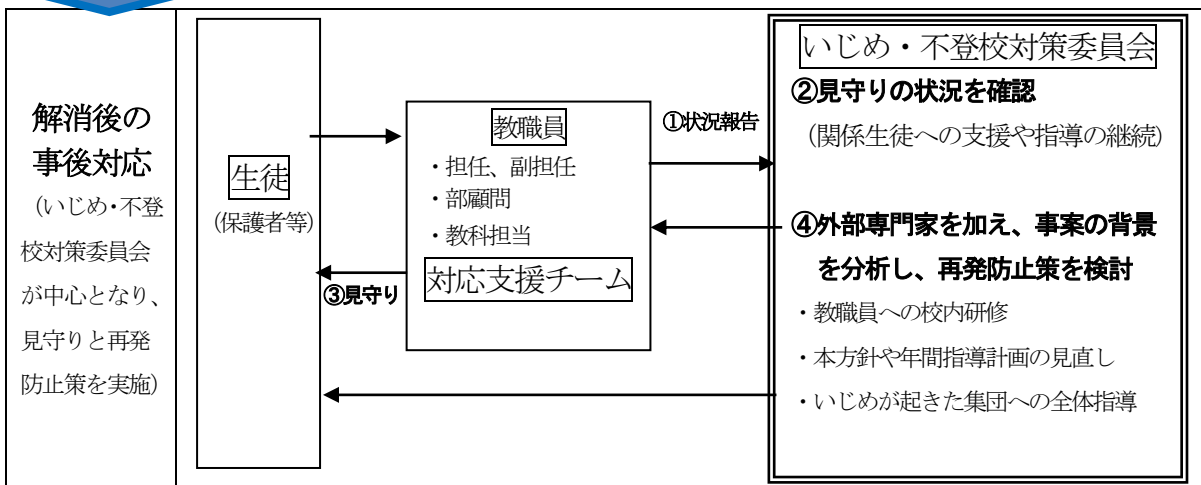 解消後の
事後対応
(いじめ・不登
校対策委員会
が中心となり、
見守りと再発
防止策を実施)
生徒
(保護者等)
教職員
・担任、副担任
・部顧問
・教科担当
対応支援チーム
③見守り
①状況報告
いじめ・不登校対策委員会
②見守りの状況を確認
(関係生徒への支援や指導の継続)
④外部専門家を加え、事案の背景
を分析し、再発防止策を検討
・教職員への校内研修
・本方針や年間指導計画の見直し
・いじめが起きた集団への全体指導